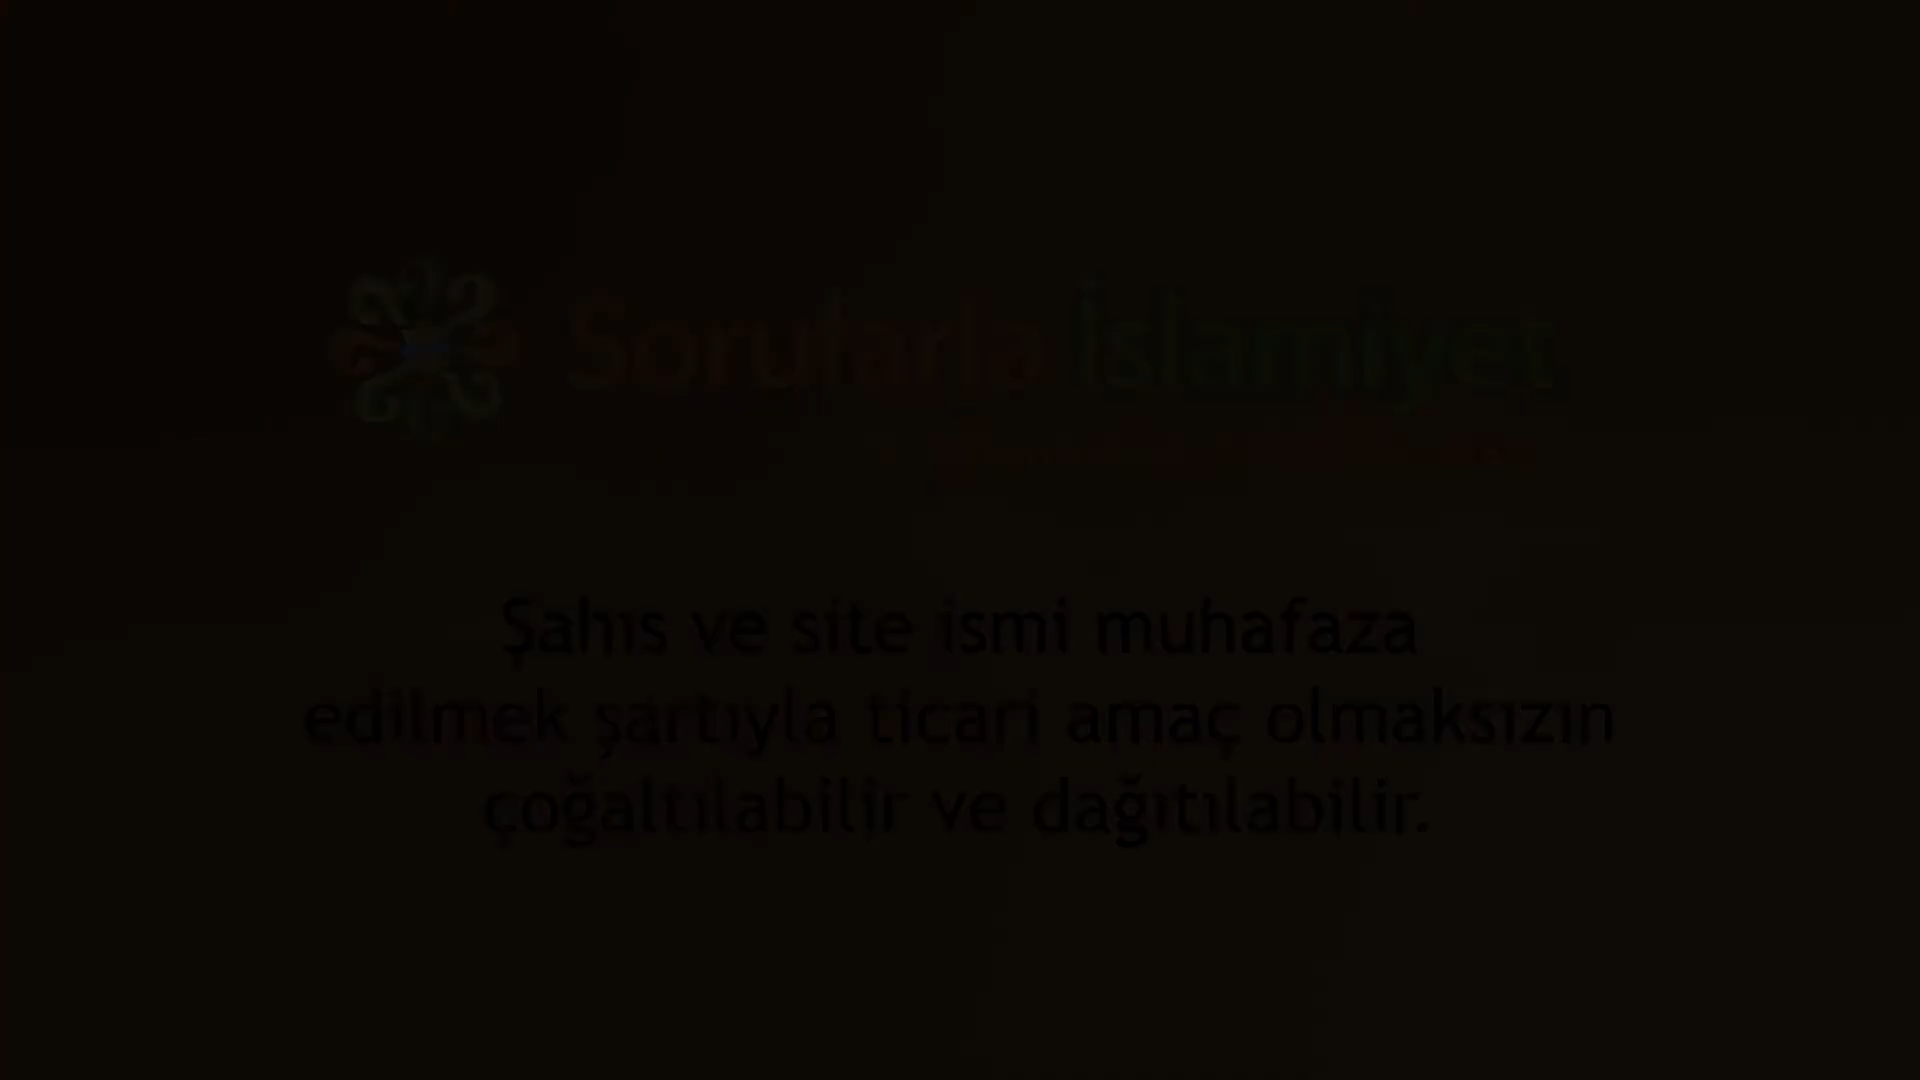 Sorularla İslamiyet
Şahıs ve site ismi muhafaza
edilmek şartıyla ticari amaç olmaksızın
çoğaltılabilir ve dağıtılabilir.